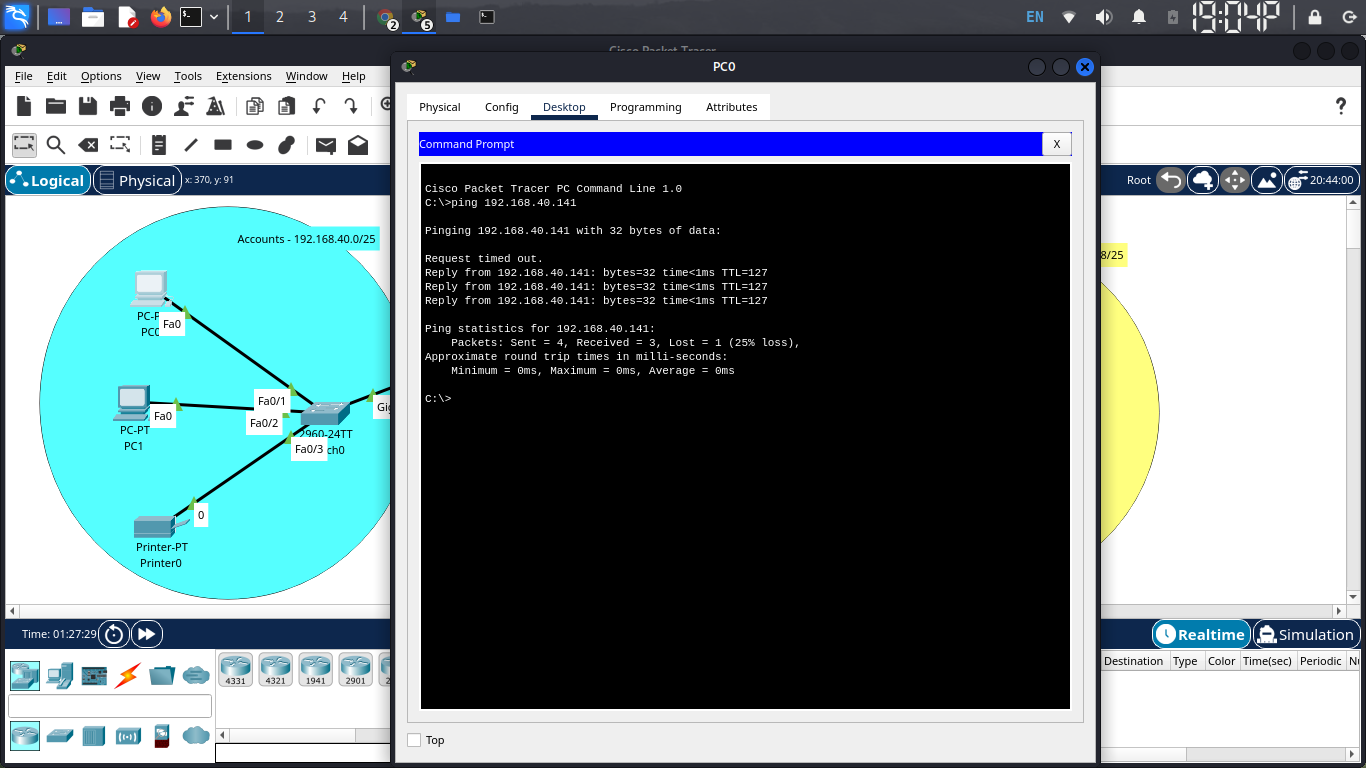 1 2 3 4 2 5 EN 19:04P
Cisco Packet Tracer
PC0
File Edit Options View Tools Extensions Window Help
Physical Config Desktop Programming Attributes
?
Command Prompt X
Logical Physical x: 370, y: 91
Root 20:44:00
Cisco Packet Tracer PC Command Line 1.0
C:\>ping 192.168.40.141
Pinging 192.168.40.141 with 32 bytes of data:
Request timed out.
Reply from 192.168.40.141: bytes=32 time<1ms TTL=127
Reply from 192.168.40.141: bytes=32 time<1ms TTL=127
Reply from 192.168.40.141: bytes=32 time<1ms TTL=127
Ping statistics for 192.168.40.141:
Packets: Sent = 4, Received = 3, Lost = 1 (25% loss),
Approximate round trip times in milli-seconds:
Minimum = 0ms, Maximum = 0ms, Average = 0ms
C:\>
Accounts - 192.168.40.0/25
8/25
PC-P
PC0
Fa0
Fa0
PC-PT
PC1
Fa0/1
Fa0/2
Gig
2960-24TT
Fa0/3 ch0
0
Printer-PT
Printer0
Time: 01:27:29
Realtime Simulation
4331 4321 1941 2901 2
Destination Type Color Time(sec) Periodic Nu
Top